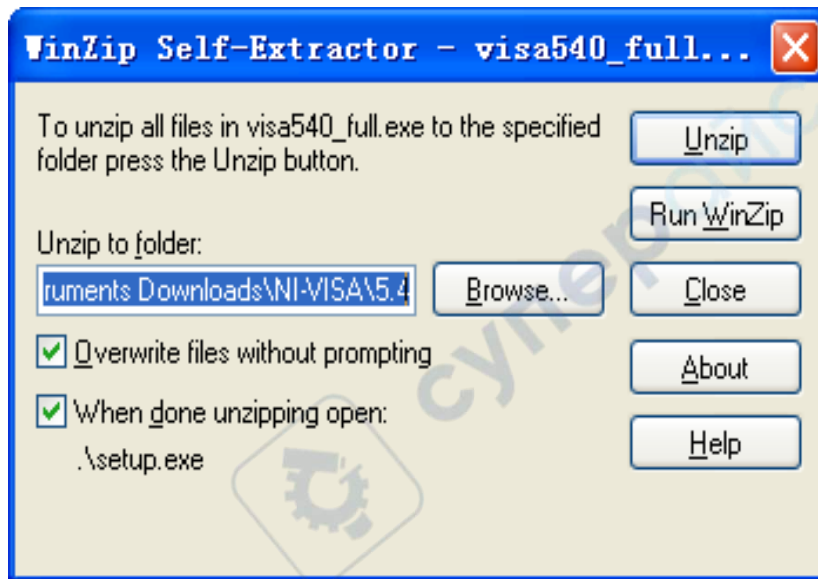 WinZip Self-Extractor - visa540_full...
To unzip all files in visa540_full.exe to the specified
folder press the Unzip button.
Unzip to folder:
ruments Downloads\NI-VISA\5.4
Browse...
Overwrite files without prompting
When done unzipping open:
.\setup.exe
Unzip
Run WinZip
Close
About
Help
суперайс